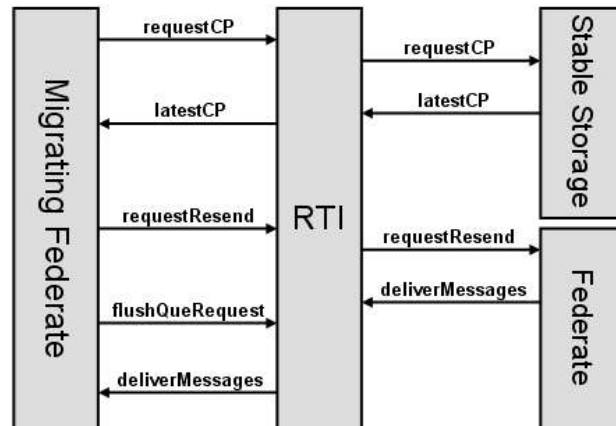 requestCP
requestCP
Stable Storage
latestCP
latestCP
Migrating Federate
requestResend
RTI
requestResend
deliverMessages
Federate
flushQueRequest
deliverMessages